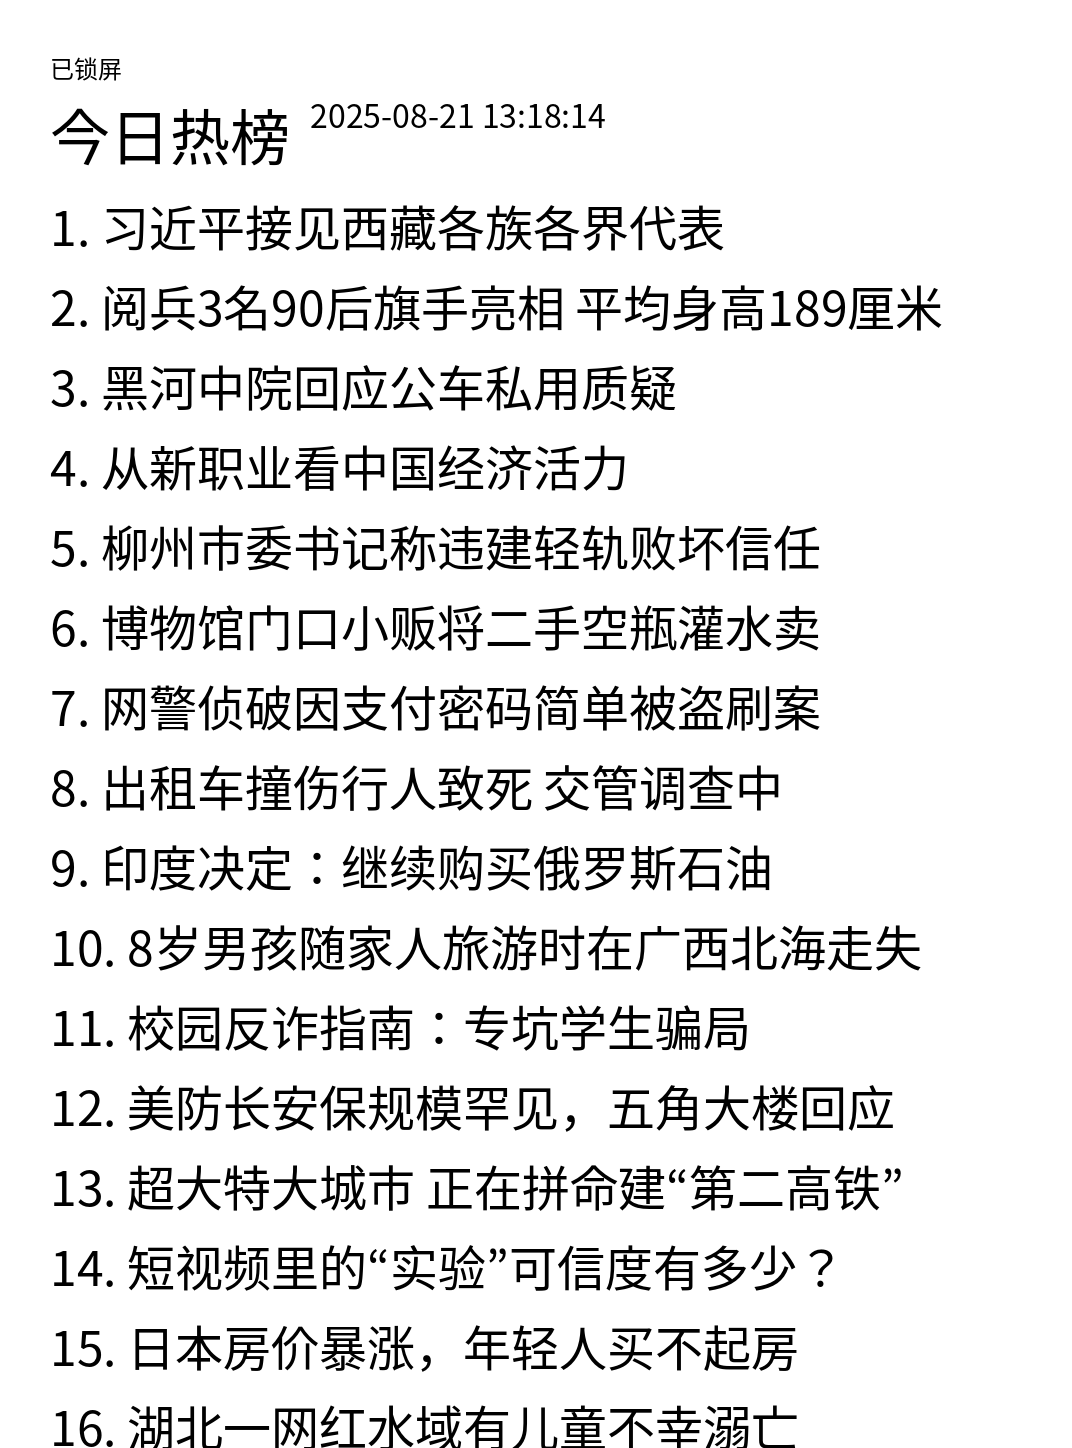 已锁屏
今日热榜 2025-08-21 13:18:14
1. 习近平接见西藏各族各界代表
2. 阅兵3名90后旗手亮相 平均身高189厘米
3. 黑河中院回应公车私用质疑
4. 从新职业看中国经济活力
5. 柳州市委书记称违建轻轨败坏信任
6. 博物馆门口小贩将二手空瓶灌水卖
7. 网警侦破因支付密码简单被盗刷案
8. 出租车撞伤行人致死 交管调查中
9. 印度决定：继续购买俄罗斯石油
10. 8岁男孩随家人旅游时在广西北海走失
11. 校园反诈指南：专坑学生骗局
12. 美防长安保规模罕见，五角大楼回应
13. 超大特大城市 正在拼命建“第二高铁”
14. 短视频里的“实验”可信度有多少？
15. 日本房价暴涨，年轻人买不起房
16. 湖北一网红水域有儿童不幸溺亡